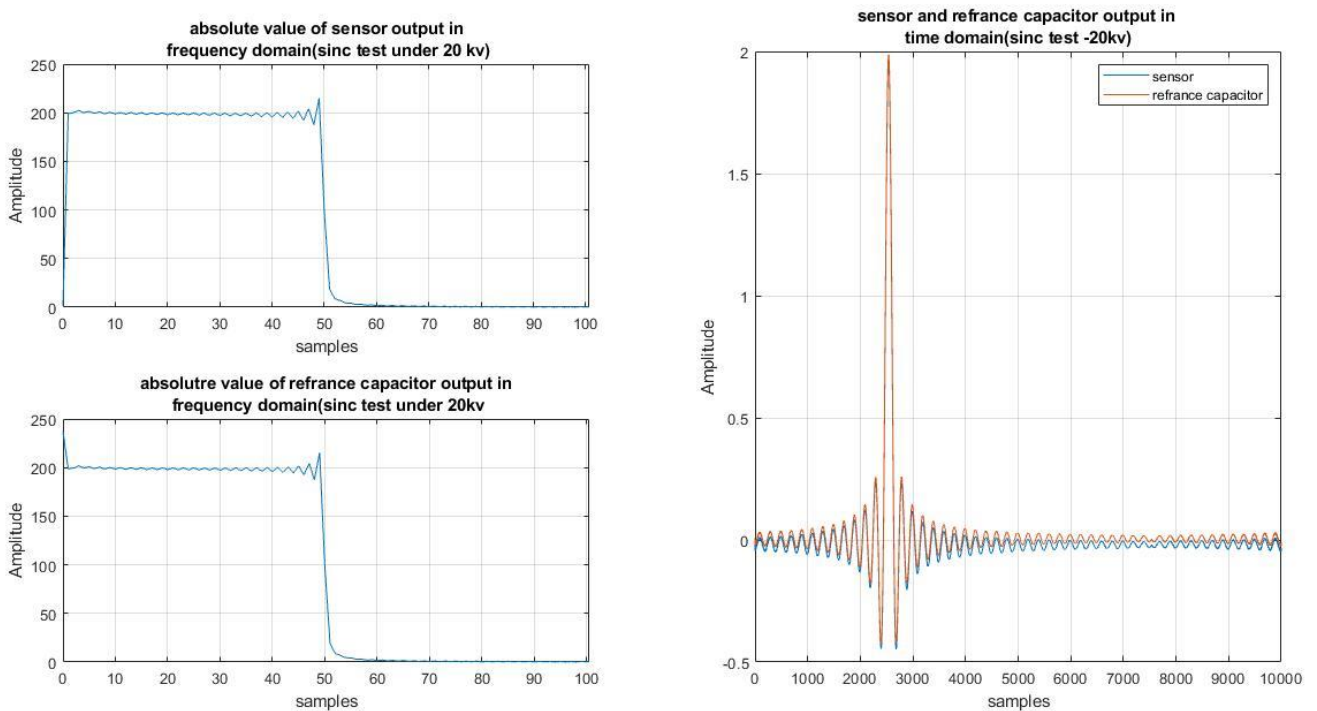 absolute value of sensor output in
frequency domain(sinc test under 20 kv)
250
200
150
100
50
0
Amplitude
0 10 20 30 40 50 60 70 80 90 100
samples
absolutre value of refrance capacitor output in
frequency domain(sinc test under 20kv
250
200
150
100
50
0
Amplitude
0 10 20 30 40 50 60 70 80 90 100
samples
sensor and refrance capacitor output in
time domain(sinc test -20kv)
2
1.5
1
0.5
0
-0.5
Amplitude
sensor
refrance capacitor
0 1000 2000 3000 4000 5000 6000 7000 8000 9000 10000
samples